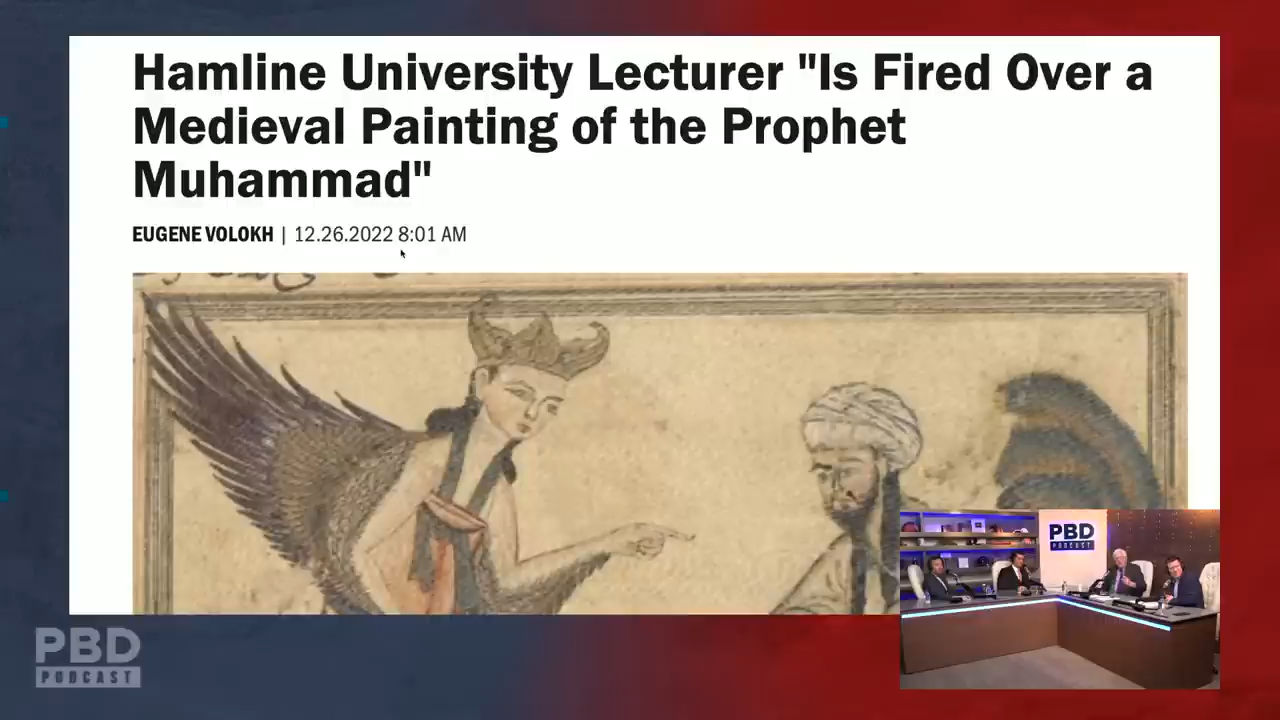 Hamline University Lecturer "Is Fired Over a
Medieval Painting of the Prophet
Muhammad"
EUGENE VOLOKH | 12.26.2022 8:01 AM
PBD
PODCAST
PBD
PODCAST